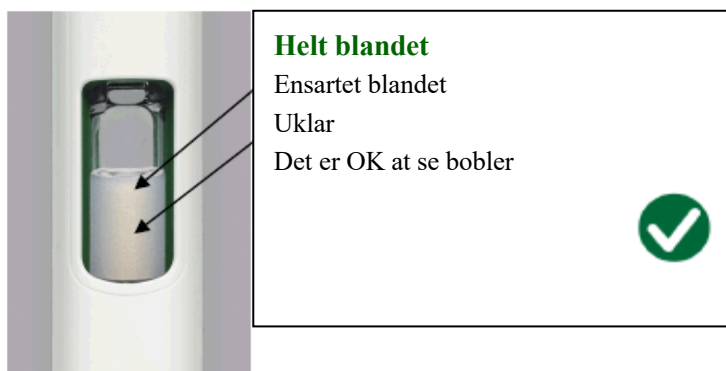 Helt blandet
Ensartet blandet
Uklar
Det er OK at se bobler